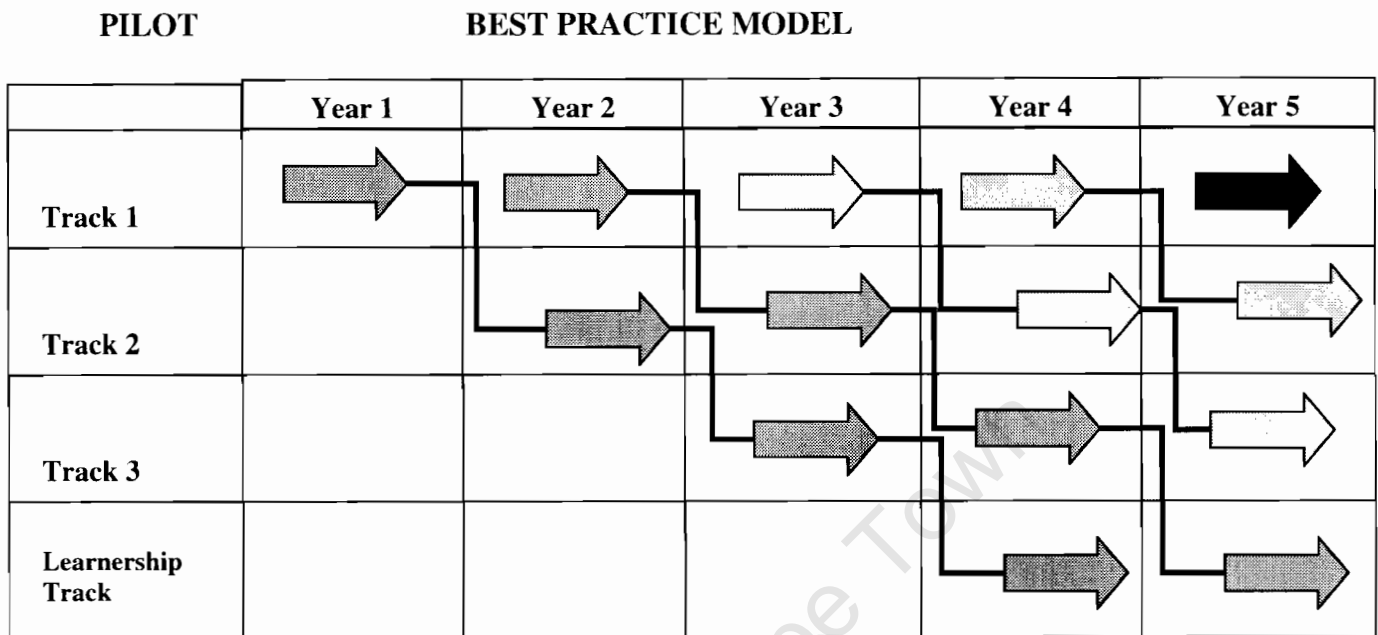 PILOT BEST PRACTICE MODEL
Year 1 Year 2 Year 3 Year 4 Year 5
Track 1
Track 2
Track 3
Learnership
Track
Town